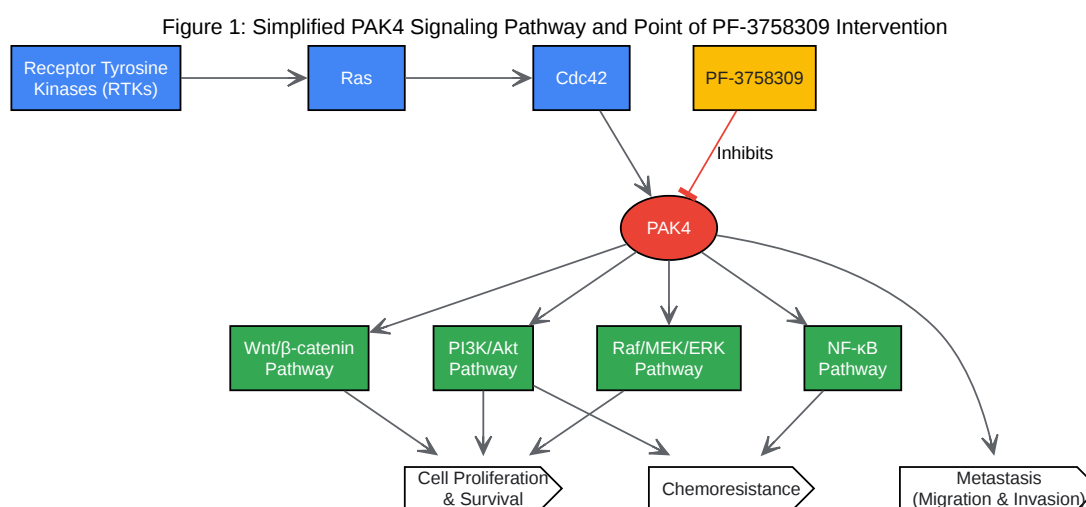 Figure 1: Simplified PAK4 Signaling Pathway and Point of PF-3758309 Intervention
Receptor Tyrosine
Kinases (RTKs)
Ras
Cdc42
PF-3758309
Inhibits
PAK4
Wnt/β-catenin
Pathway
PI3K/Akt
Pathway
Raf/MEK/ERK
Pathway
NF-κB
Pathway
Cell Proliferation
& Survival
Chemoresistance
Metastasis
(Migration & Invasion)